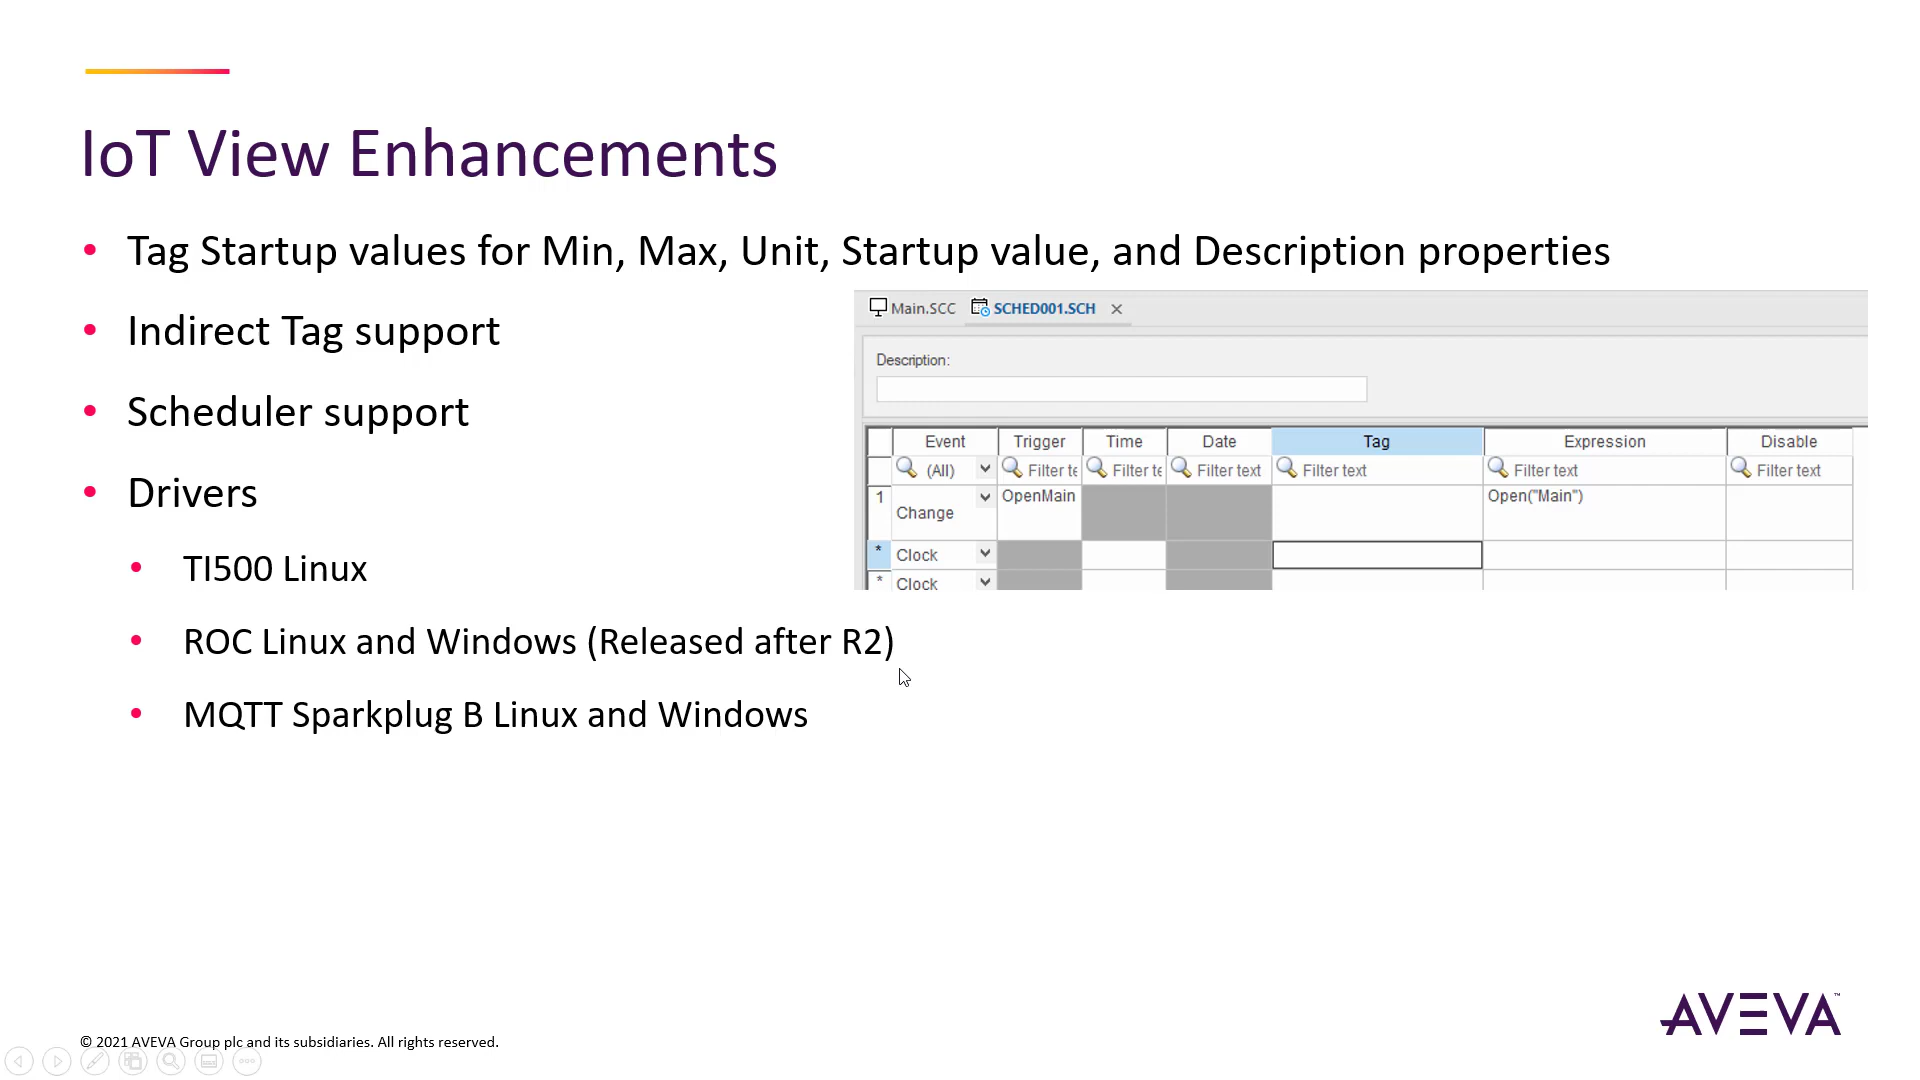 IoT View Enhancements
• Tag Startup values for Min, Max, Unit, Startup value, and Description properties
• Indirect Tag support
• Scheduler support
• Drivers
• TI500 Linux
• ROC Linux and Windows (Released after R2)
• MQTT Sparkplug B Linux and Windows
Main.SCC SCHED001.SCH
Description:
Event Trigger Time Date Tag Expression Disable
(All) Filter te Filter te Filter text Filter text Filter text Filter text
1 Change OpenMain Open("Main")
* Clock
* Clock
AVEVA™
© 2021 AVEVA Group plc and its subsidiaries. All rights reserved.